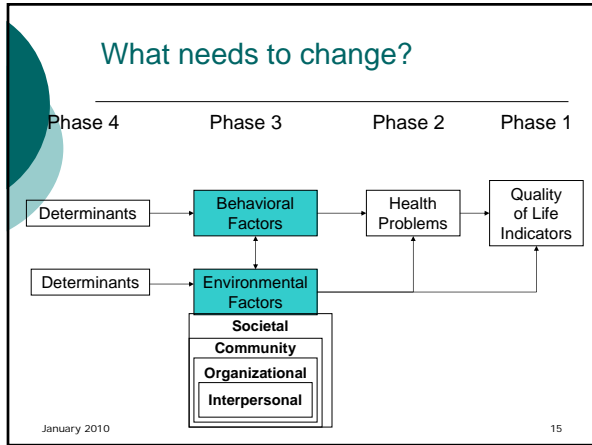 What needs to change?
Phase 4 Phase 3 Phase 2 Phase 1
Determinants
Behavioral
Factors
Health
Problems
Quality
of Life
Indicators
Determinants
Environmental
Factors
Societal
Community
Organizational
Interpersonal
January 2010
15